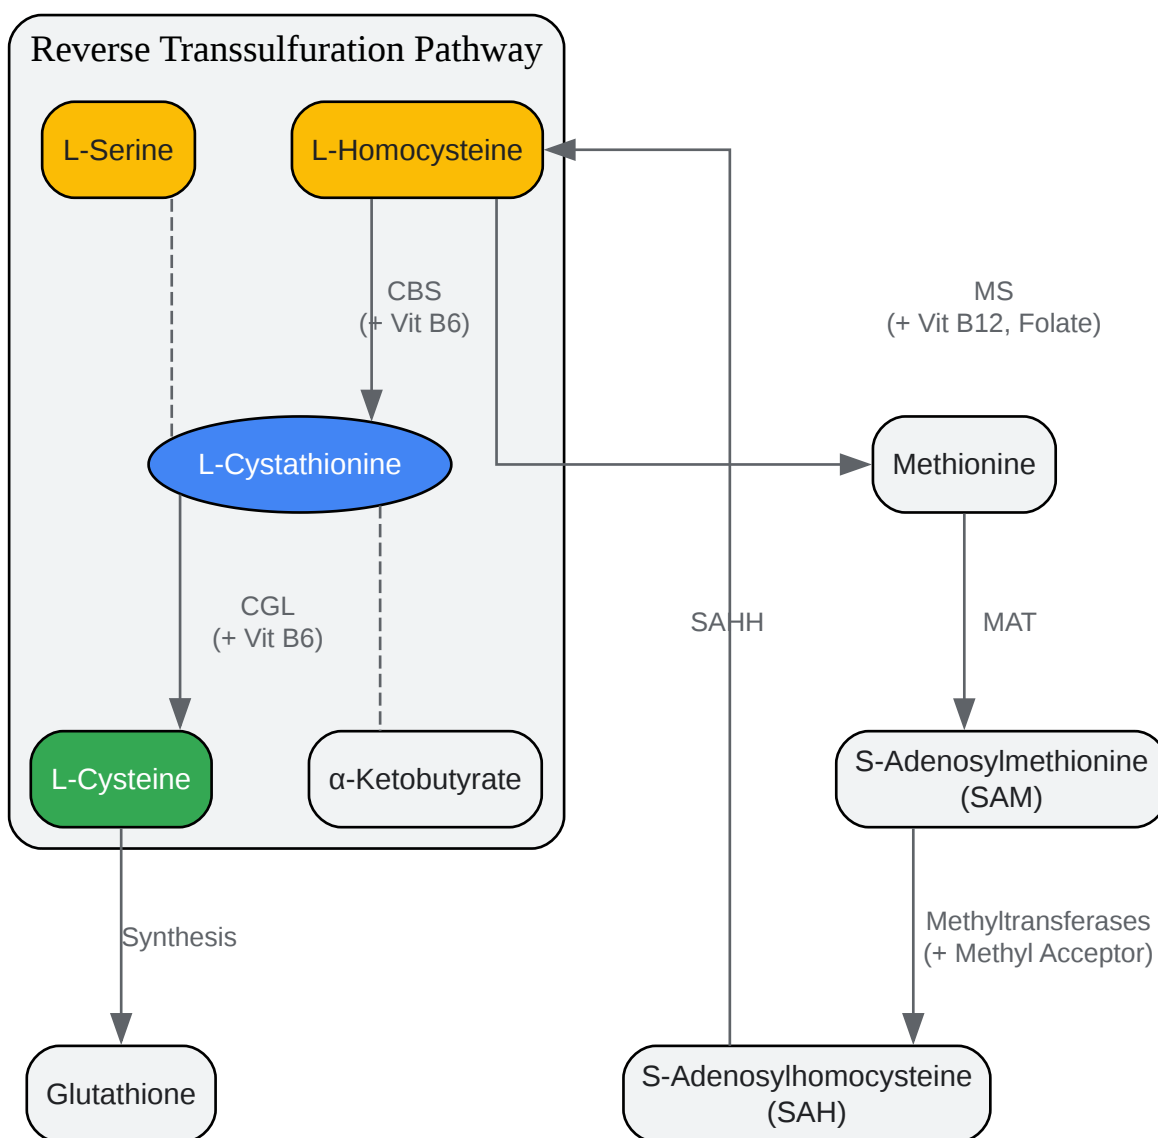 Reverse Transsulfuration Pathway
L-Serine
L-Homocysteine
CBS
(+ Vit B6)
MS
(+ Vit B12, Folate)
L-Cystathionine
Methionine
CGL
(+ Vit B6)
SAHH
MAT
L-Cysteine
α-Ketobutyrate
S-Adenosylmethionine
(SAM)
Synthesis
Methyltransferases
(+ Methyl Acceptor)
Glutathione
S-Adenosylhomocysteine
(SAH)